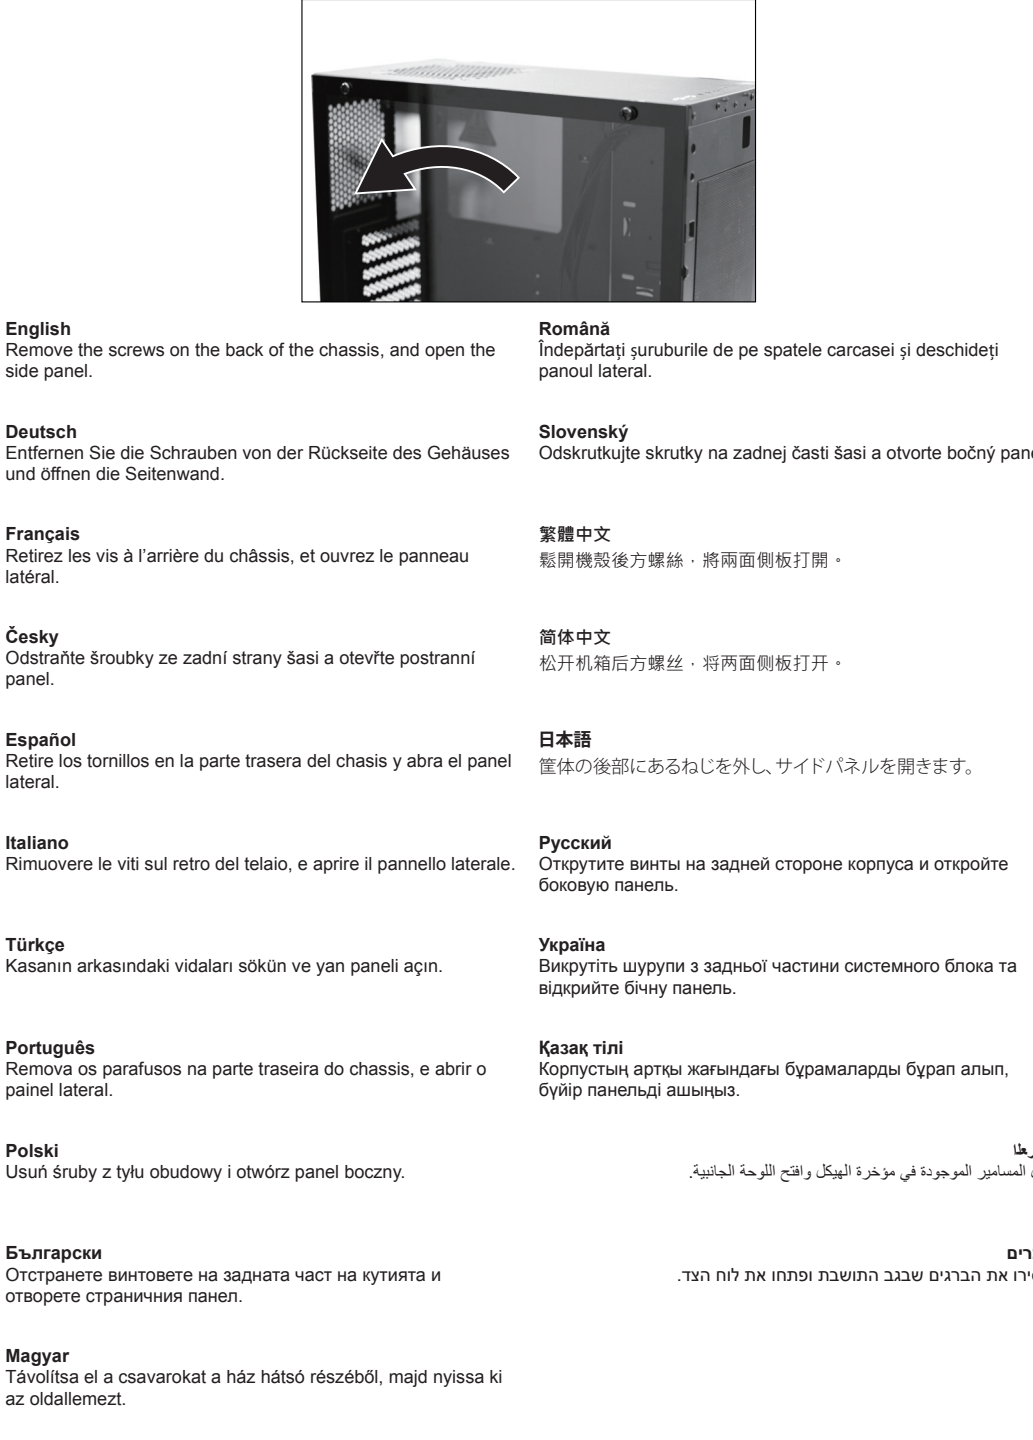 English
Remove the screws on the back of the chassis, and open the
side panel.
Deutsch
Entfernen Sie die Schrauben von der Rückseite des Gehäuses
und öffnen die Seitenwand.
Français
Retirez les vis à l’arrière du châssis, et ouvrez le panneau
latéral.
Česky
Odstraňte šroubky ze zadní strany šasi a otevřte postranní
panel.
Español
Retire los tornillos en la parte trasera del chasis y abra el panel
lateral.
Italiano
Rimuovere le viti sul retro del telaio, e aprire il pannello laterale.
Türkçe
Kasanın arkasındaki vidaları sökün ve yan paneli açın.
Português
Remova os parafusos na parte traseira do chassis, e abrir o
painel lateral.
Polski
Usuń śruby z tyłu obudowy i otwórz panel boczny.
Български
Отстранете винтовете на задната част на кутията и
отворете страничния панел.
Magyar
Távolítsa el a csavarokat a ház hátsó részéből, majd nyissa ki
az oldallemezt.
Română
Îndepărtați șuruburile de pe spatele carcasei și deschideți
panoul lateral.
Slovenský
Odskrutkujte skrutky na zadnej časti šasi a otvorte bočný
繁體中文
鬆開機殼後方螺絲，將兩面側板打開。
简体中文
松开机箱后方螺丝，将两面侧板打开。
日本語
筐体の後部にあるねじを外し、サイドパネルを開きます。
Русский
Открутите винты на задней стороне корпуса и откройте
боковую панель.
Україна
Викрутіть шурупи з задньої частини системного блока та
відкрийте бічну панель.
Қазақ тілі
Корпустың артқы жағындағы бұрамаларды бұрап алып,
бүйір панельді ашыңыз.
المسامير الموجودة في مؤخرة الهيكل وافتح اللوحة الجانبية.
את הברגים שבגב התושבת ופתחו את לוח הצד.